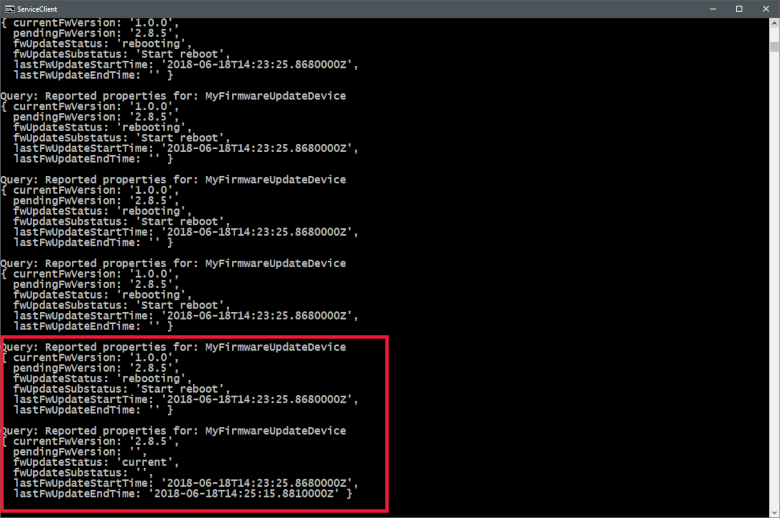 ServiceClient
{ currentFwVersion: '1.0.0',
pendingFwVersion: '2.8.5',
fwUpdateStatus: 'rebooting',
fwUpdateSubstatus: 'Start reboot',
lastFwUpdateStartTime: '2018-06-18T14:23:25.8680000Z',
lastFwUpdateEndTime: '' }
Query: Reported properties for: MyFirmwareUpdateDevice
{ currentFwVersion: '1.0.0',
pendingFwVersion: '2.8.5',
fwUpdateStatus: 'rebooting',
fwUpdateSubstatus: 'Start reboot',
lastFwUpdateStartTime: '2018-06-18T14:23:25.8680000Z',
lastFwUpdateEndTime: '' }
Query: Reported properties for: MyFirmwareUpdateDevice
{ currentFwVersion: '1.0.0',
pendingFwVersion: '2.8.5',
fwUpdateStatus: 'rebooting',
fwUpdateSubstatus: 'Start reboot',
lastFwUpdateStartTime: '2018-06-18T14:23:25.8680000Z',
lastFwUpdateEndTime: '' }
Query: Reported properties for: MyFirmwareUpdateDevice
{ currentFwVersion: '1.0.0',
pendingFwVersion: '2.8.5',
fwUpdateStatus: 'rebooting',
fwUpdateSubstatus: 'Start reboot',
lastFwUpdateStartTime: '2018-06-18T14:23:25.8680000Z',
lastFwUpdateEndTime: '' }
Query: Reported properties for: MyFirmwareUpdateDevice
{ currentFwVersion: '1.0.0',
pendingFwVersion: '2.8.5',
fwUpdateStatus: 'rebooting',
fwUpdateSubstatus: 'Start reboot',
lastFwUpdateStartTime: '2018-06-18T14:23:25.8680000Z',
lastFwUpdateEndTime: '' }
Query: Reported properties for: MyFirmwareUpdateDevice
{ currentFwVersion: '2.8.5',
pendingFwVersion: '',
fwUpdateStatus: 'current',
fwUpdateSubstatus: '',
lastFwUpdateStartTime: '2018-06-18T14:23:25.8680000Z',
lastFwUpdateEndTime: '2018-06-18T14:25:15.8810000Z' }